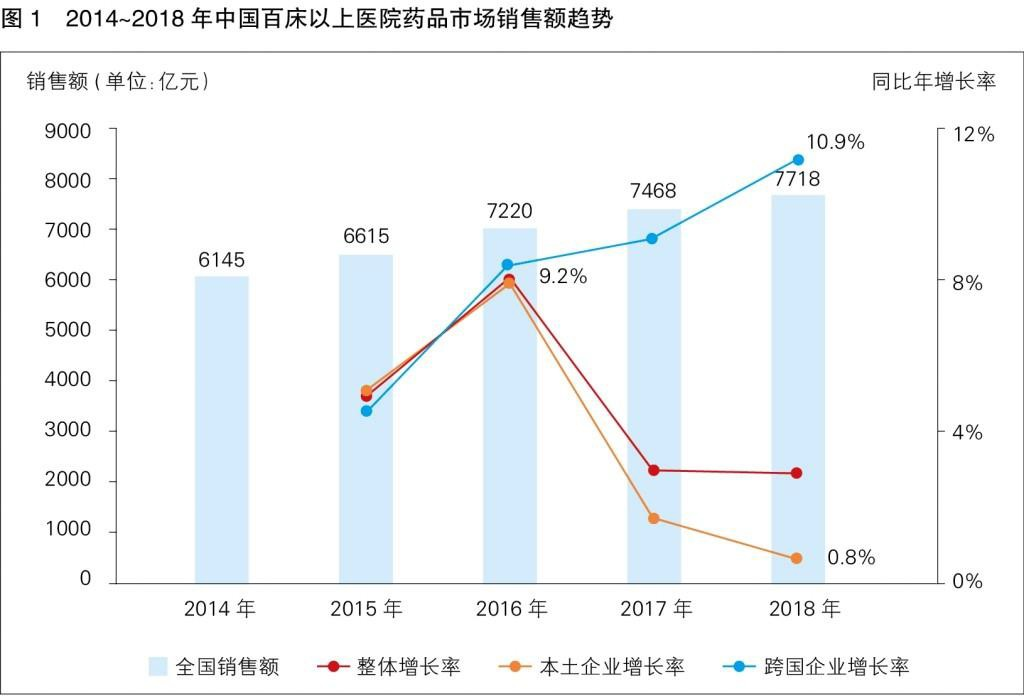 图 1 2014~2018 年中国百床以上医院药品市场销售额趋势
销售额 ( 单位: 亿元 )
同比年增长率
9000
8000
7000
6000
5000
4000
3000
2000
1000
0
12%
8%
4%
0%
6145
6615
7220
7468
7718
10.9%
9.2%
0.8%
2014 年
2015 年
2016 年
2017 年
2018 年
全国销售额
整体增长率
本土企业增长率
跨国企业增长率